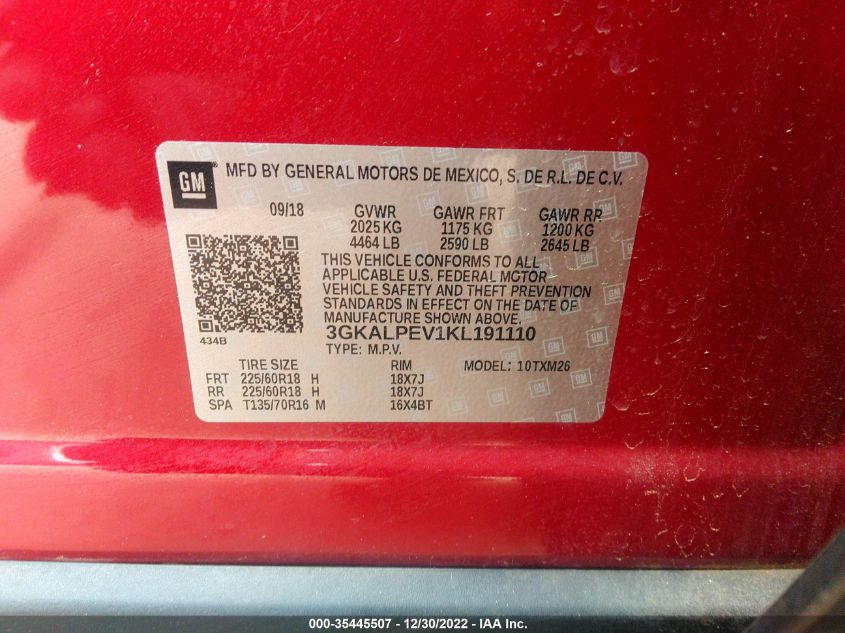 GM
MFD BY GENERAL MOTORS DE MEXICO, S. DE R.L. DE C.V.
09/18 GVWR GAWR FRT GAWR RR
2025 KG 1175 KG 1200 KG
4464 LB 2590 LB 2645 LB
THIS VEHICLE CONFORMS TO ALL
APPLICABLE U.S. FEDERAL MOTOR
VEHICLE SAFETY AND THEFT PREVENTION
STANDARDS IN EFFECT ON THE DATE OF
MANUFACTURE SHOWN ABOVE.
434B
3GKALPEV1KL191110
TYPE: M.P.V.
TIRE SIZE RIM MODEL: 10TXM26
FRT 225/60R18 H 18X7J
RR 225/60R18 H 18X7J
SPA T135/70R16 M 16X4BT
000-35445507 - 12/30/2022 - IAA Inc.